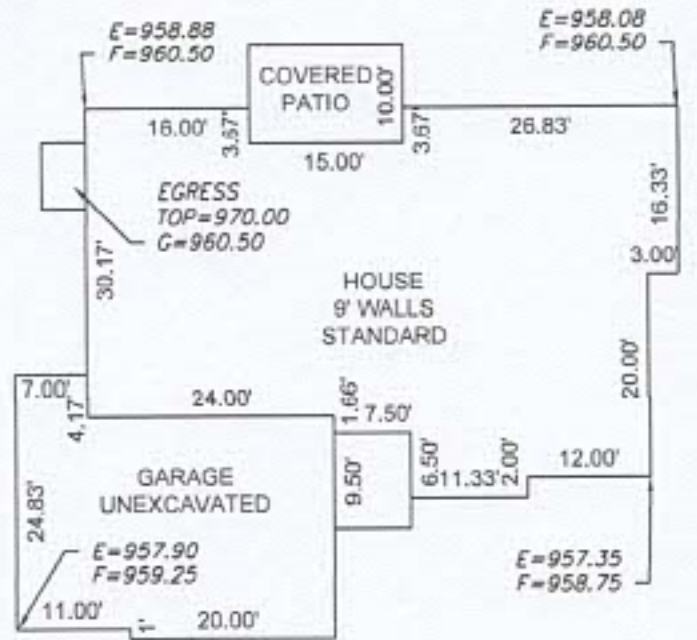 E=958.88
F=960.50
E=958.08
F=960.50
COVERED
PATIO
10.00'
16.00'
3.67'
15.00'
3.67'
26.83'
EGRESS
TOP=970.00
G=960.50
16.33'
30.17'
3.00'
HOUSE
9' WALLS
STANDARD
20.00'
7.00'
4.17'
24.00'
1.66'
7.50'
GARAGE
UNEXCAVATED
24.83'
9.50'
6.50'
11.33'
2.00'
12.00'
E=957.90
F=959.25
E=957.35
F=958.75
11.00'
1'
20.00'